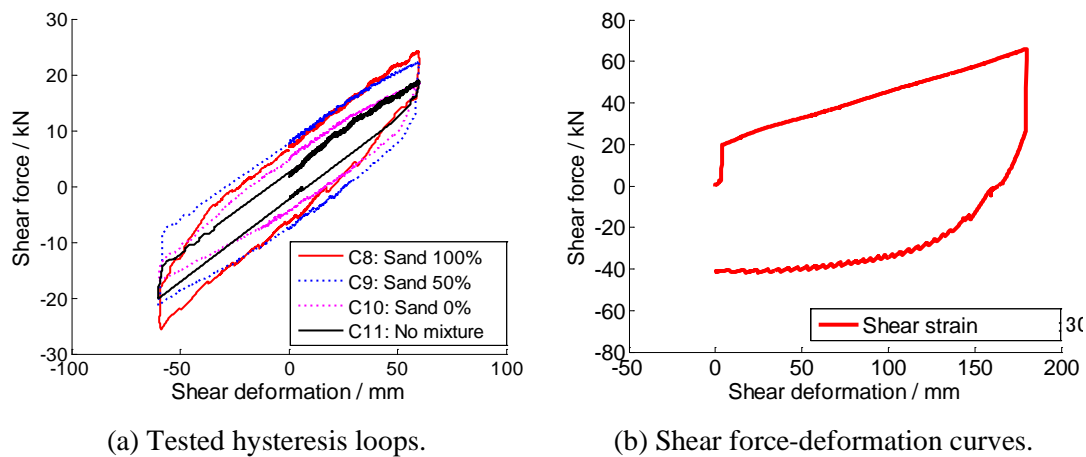 30
20
10
0
-10
-20
-30
-100
-50
0
50
100
Shear force / kN
Shear deformation / mm
C8: Sand 100%
C9: Sand 50%
C10: Sand 0%
C11: No mixture
(a) Tested hysteresis loops.
80
60
40
20
0
-20
-40
-60
-80
-50
0
50
100
150
200
Shear force / kN
Shear deformation / mm
Shear strain :30
(b) Shear force-deformation curves.